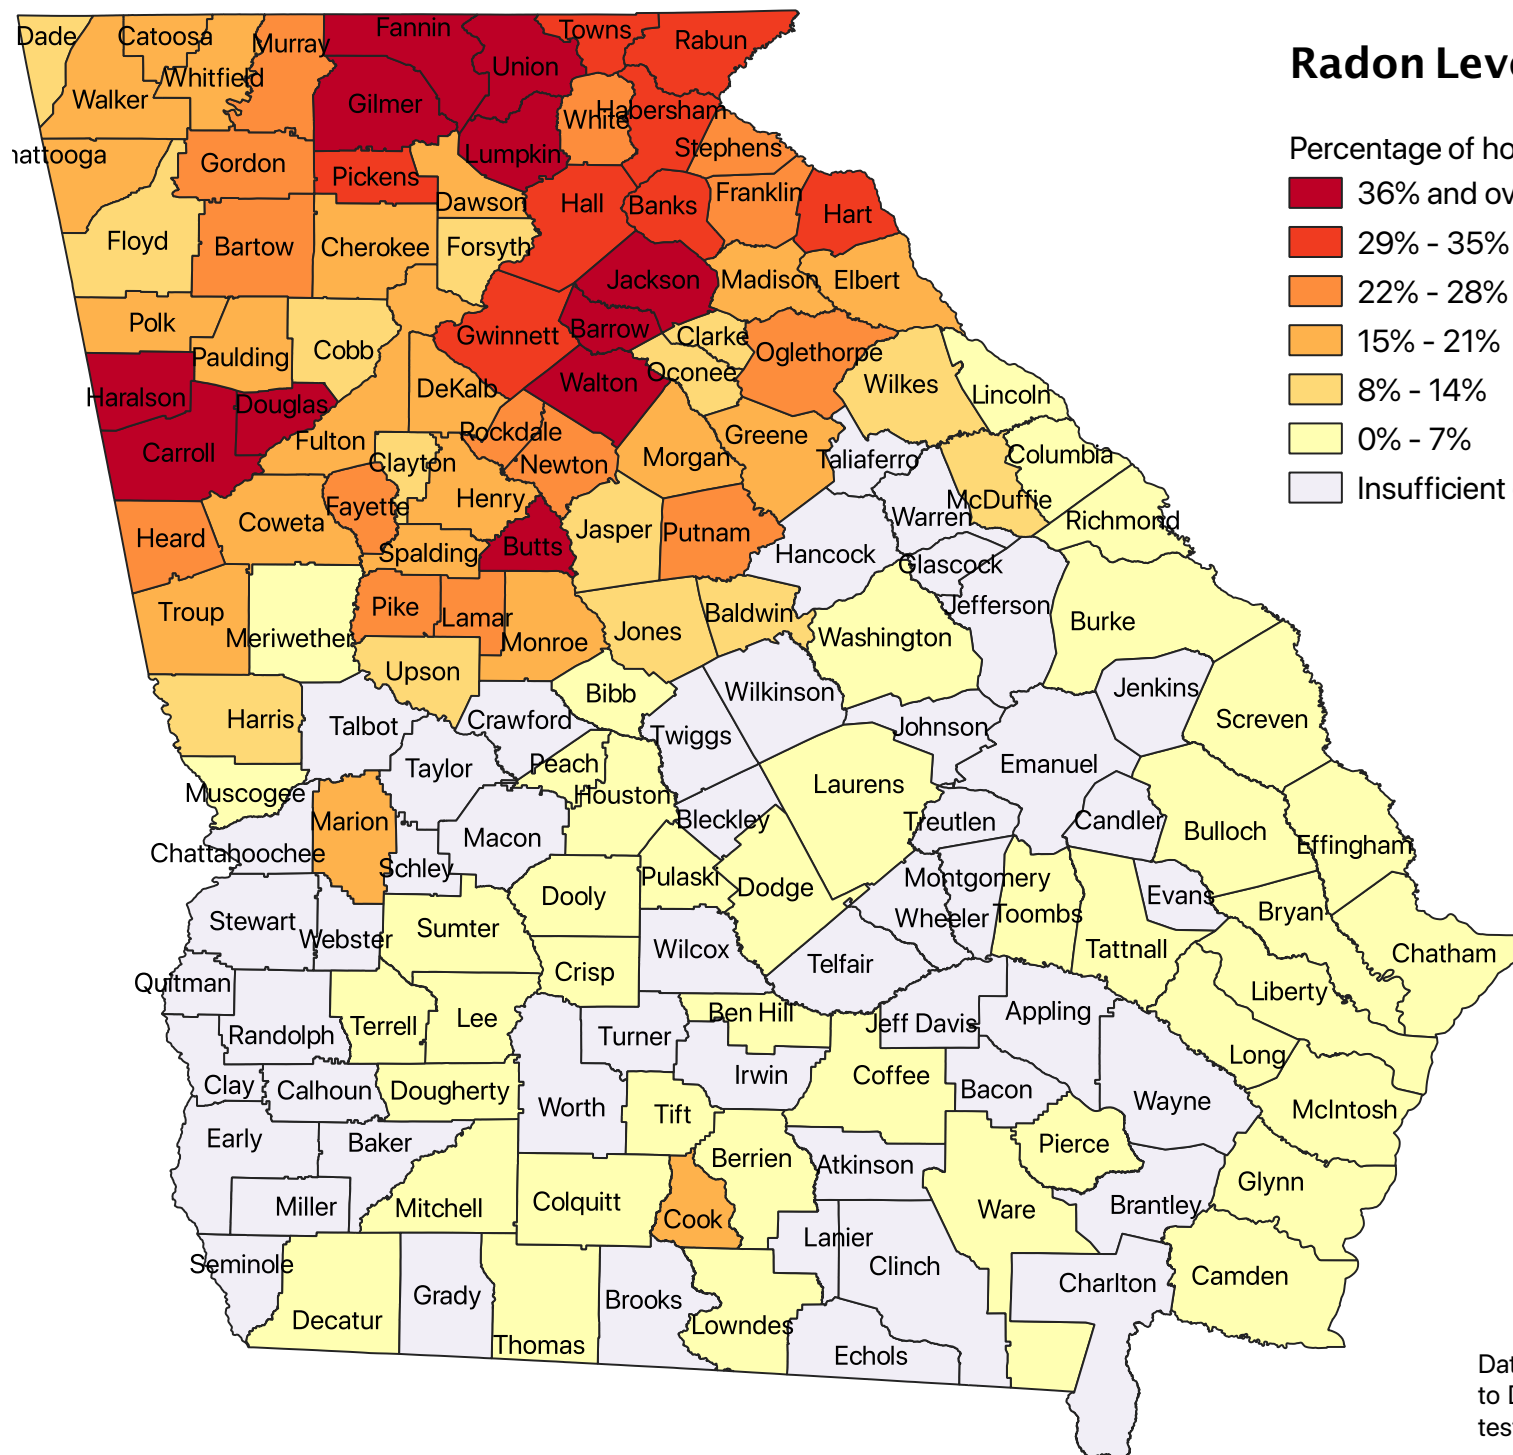 Radon Lev
Percentage of ho
36% and ov
29% - 35%
22% - 28%
15% - 21%
8% - 14%
0% - 7%
Insufficient
Dade
Catoosa
Murray
Fannin
Towns
Rabun
Union
Whitfield
Walker
Gilmer
White
Habersham
Stephens
hattooga
Gordon
Lumpkin
Pickens
Dawson
Hall
Banks
Franklin
Hart
Floyd
Bartow
Cherokee
Forsyth
Jackson
Madison
Elbert
Polk
Paulding
Cobb
Gwinnett
Barrow
Clarke
Oglethorpe
Oconee
Walton
Wilkes
Lincoln
Haralson
Douglas
DeKalb
Carroll
Fulton
Clayton
Rockdale
Newton
Morgan
Greene
Taliaferro
Columbia
McDuffie
Warren
Richmond
Heard
Coweta
Fayette
Henry
Spalding
Butts
Jasper
Putnam
Hancock
Glascock
Jefferson
Burke
Troup
Meriwether
Pike
Lamar
Monroe
Jones
Baldwin
Washington
Upson
Bibb
Wilkinson
Jenkins
Screven
Harris
Talbot
Crawford
Twiggs
Johnson
Taylor
Peach
Houston
Laurens
Emanuel
Muscogee
Marion
Macon
Bleckley
Treutlen
Candler
Bulloch
Effingham
Chattahoochee
Schley
Dooly
Pulaski
Dodge
Montgomery
Wheeler
Toombs
Evans
Bryan
Stewart
Webster
Sumter
Crisp
Wilcox
Telfair
Tattnall
Chatham
Quitman
Randolph
Terrell
Lee
Turner
Ben Hill
Jeff Davis
Appling
Liberty
Long
Clay
Calhoun
Dougherty
Worth
Tift
Irwin
Coffee
Bacon
Wayne
McIntosh
Early
Baker
Berrien
Atkinson
Pierce
Miller
Mitchell
Colquitt
Cook
Ware
Brantley
Glynn
Seminole
Decatur
Grady
Thomas
Brooks
Lowndes
Lanier
Clinch
Echols
Charlton
Camden
Dat
to D
test